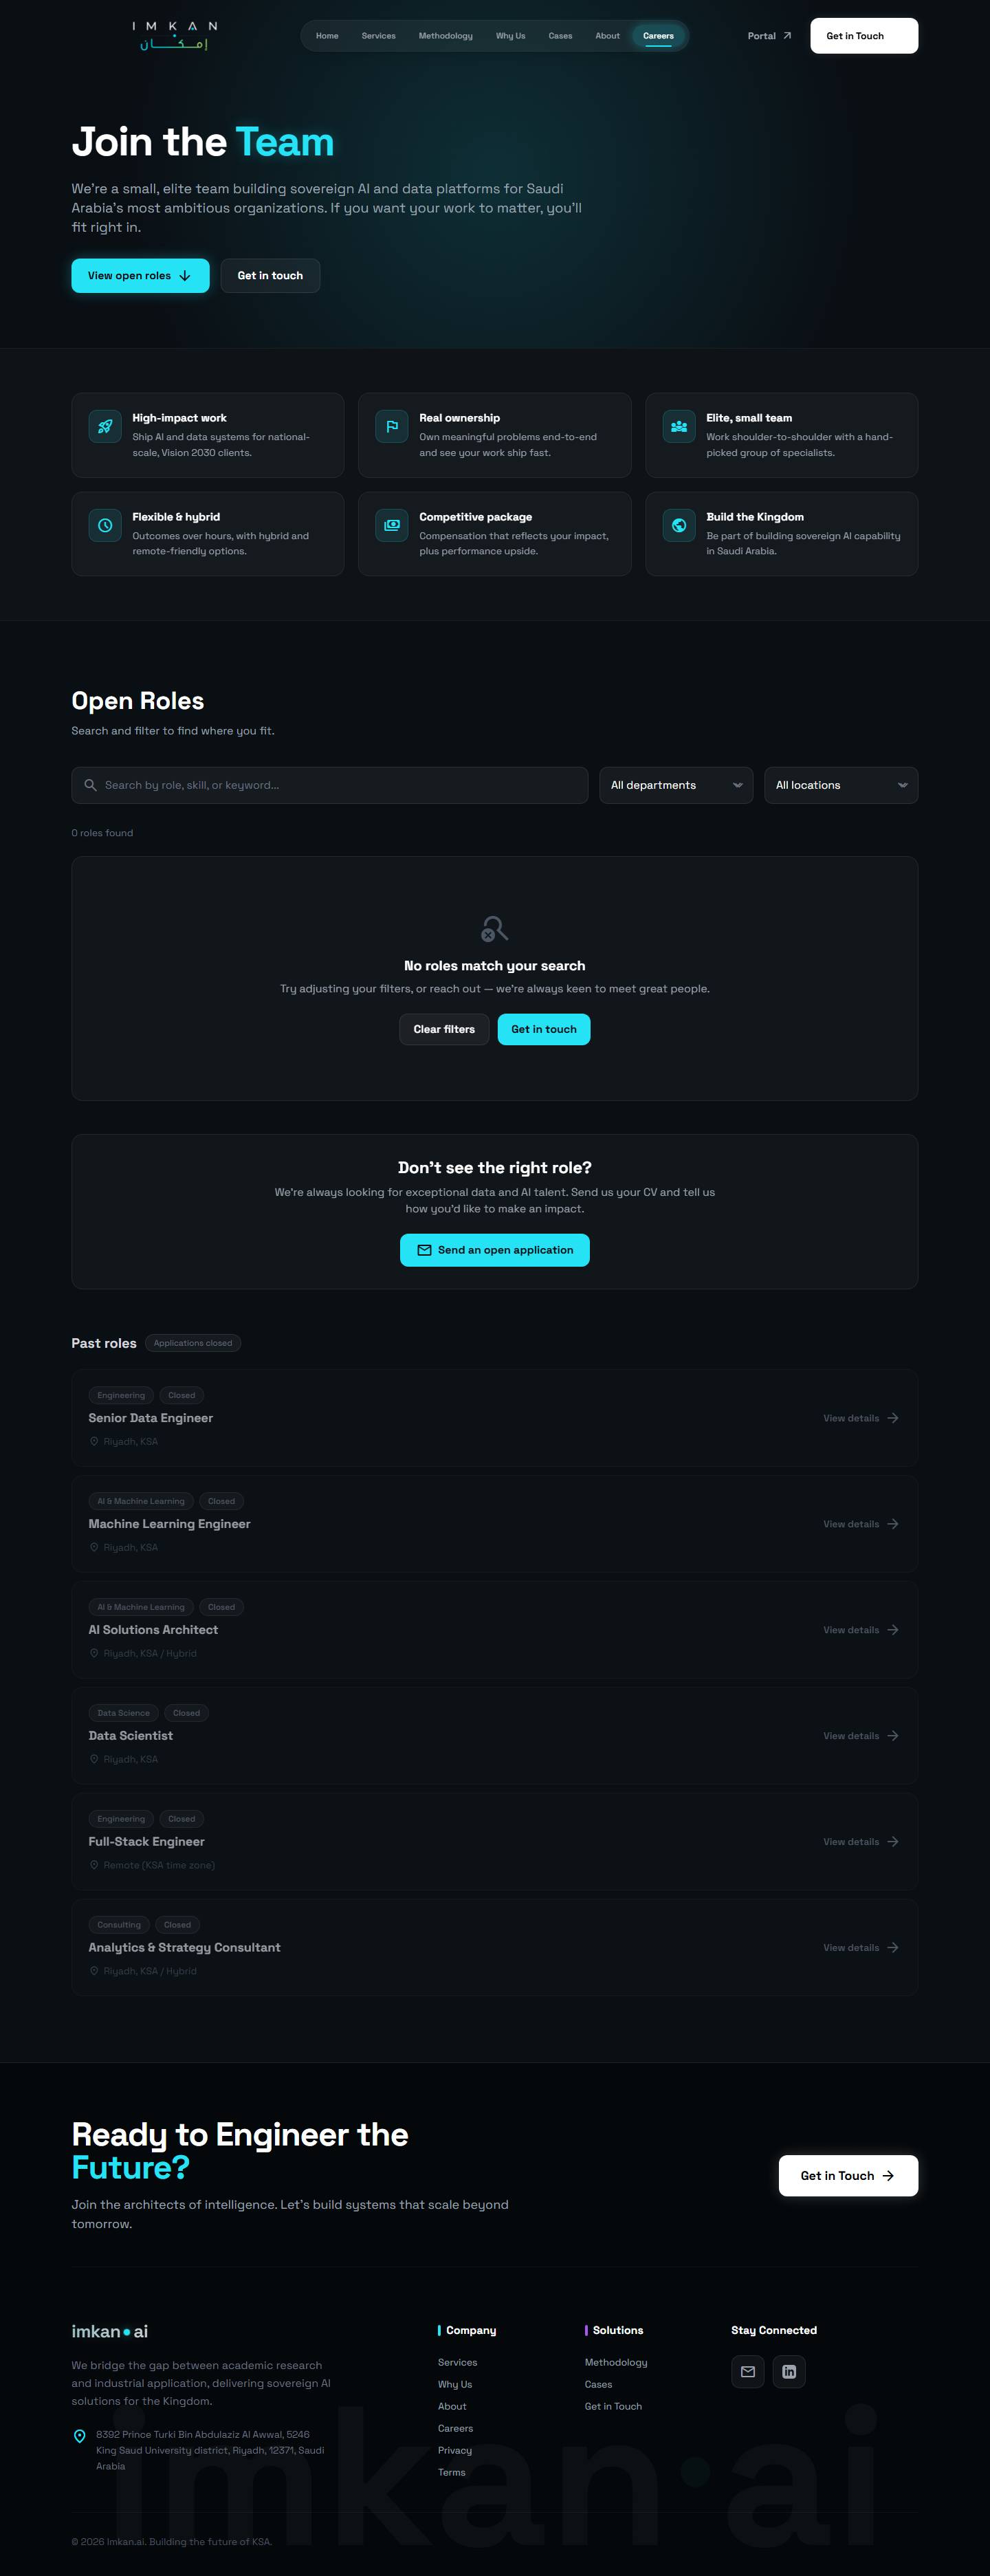 IMKAN
إمكان
Home
Services
Methodology
Why Us
Cases
About
Careers
Portal
Get in Touch
Join the Team
We're a small, elite team building sovereign AI and data platforms for Saudi
Arabia's most ambitious organizations. If you want your work to matter, you'll
fit right in.
View open roles
Get in touch
High-impact work
Ship AI and data systems for national-
scale, Vision 2030 clients.
Real ownership
Own meaningful problems end-to-end
and see your work ship fast.
Elite, small team
Work shoulder-to-shoulder with a hand-
picked group of specialists.
Flexible & hybrid
Outcomes over hours, with hybrid and
remote-friendly options.
Competitive package
Compensation that reflects your impact,
plus performance upside.
Build the Kingdom
Be part of building sovereign AI capability
in Saudi Arabia.
Open Roles
Search and filter to find where you fit.
Search by role, skill, or keyword...
All departments
All locations
0 roles found
No roles match your search
Try adjusting your filters, or reach out — we're always keen to meet great people.
Clear filters
Get in touch
Don't see the right role?
We're always looking for exceptional data and AI talent. Send us your CV and tell us
how you'd like to make an impact.
Send an open application
Past roles
Applications closed
Engineering
Closed
Senior Data Engineer
Riyadh, KSA
View details
AI & Machine Learning
Closed
Machine Learning Engineer
Riyadh, KSA
View details
AI & Machine Learning
Closed
AI Solutions Architect
Riyadh, KSA / Hybrid
View details
Data Science
Closed
Data Scientist
Riyadh, KSA
View details
Engineering
Closed
Full-Stack Engineer
Remote (KSA time zone)
View details
Consulting
Closed
Analytics & Strategy Consultant
Riyadh, KSA / Hybrid
View details
Ready to Engineer the
Future?
Join the architects of intelligence. Let's build systems that scale beyond
tomorrow.
Get in Touch
imkan•ai
We bridge the gap between academic research
and industrial application, delivering sovereign AI
solutions for the Kingdom.
8392 Prince Turki Bin Abdulaziz Al Awwal, 5246
King Saud University district, Riyadh, 12371, Saudi
Arabia
Company
Services
Why Us
About
Careers
Privacy
Terms
Solutions
Methodology
Cases
Get in Touch
Stay Connected
imkan•ai
© 2026 Imkan.ai. Building the future of KSA.